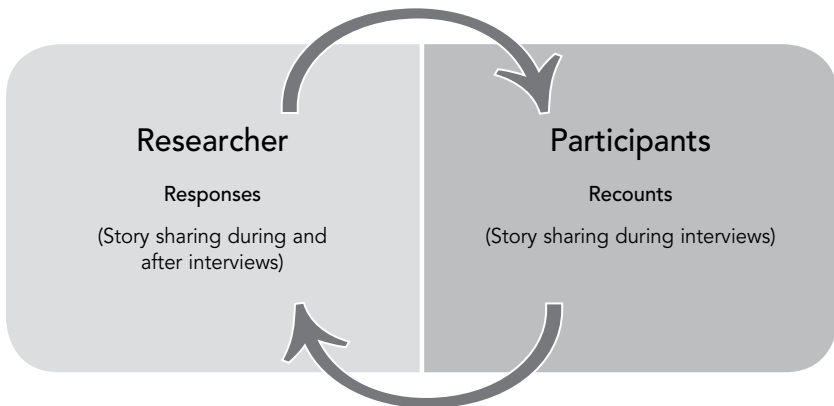 Researcher
Responses
(Story sharing during and
after interviews)
Participants
Recounts
(Story sharing during interviews)